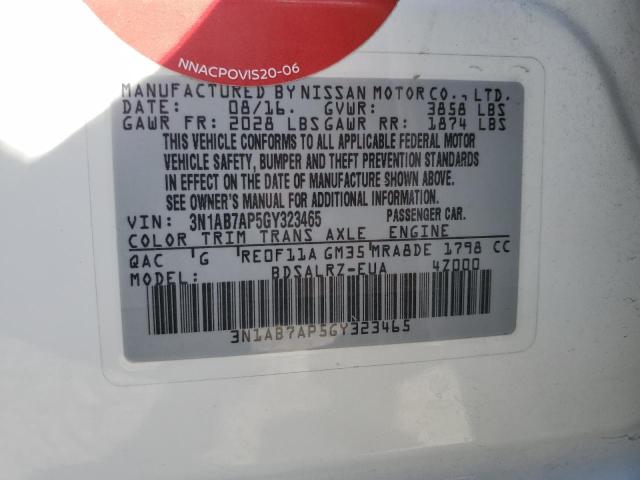 NNACPOVIS20-06
MANUFACTURED BY NISSAN MOTOR CO., LTD.
DATE: 08/16. GVWR: 3858 LBS
GAWR FR: 2028 LBS GAWR RR: 1874 LBS
THIS VEHICLE CONFORMS TO ALL APPLICABLE FEDERAL MOTOR
VEHICLE SAFETY, BUMPER AND THEFT PREVENTION STANDARDS
IN EFFECT ON THE DATE OF MANUFACTURE SHOWN ABOVE.
SEE OWNER'S MANUAL FOR ADDITIONAL INFORMATION.
VIN: 3N1AB7AP5GY323465 PASSENGER CAR.
COLOR TRIM TRANS AXLE ENGINE
QAC G RE0F11A GM35 MRA8DE 1798 CC
MODEL: BDSALRZ-EUA 4Z000
3N1AB7AP5GY323465